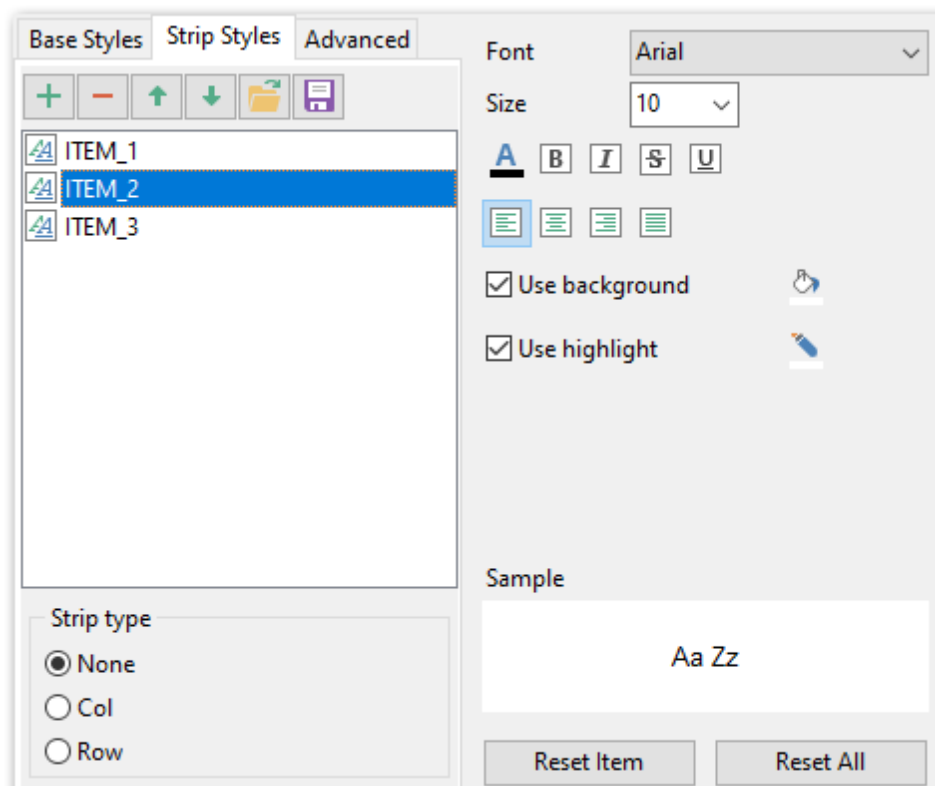 Base Styles
Strip Styles
Advanced
ITEM_1
ITEM_2
ITEM_3
Strip type
None
Col
Row
Font
Arial
Size
10
A B I S U
Use background
Use highlight
Sample
Aa Zz
Reset Item
Reset All